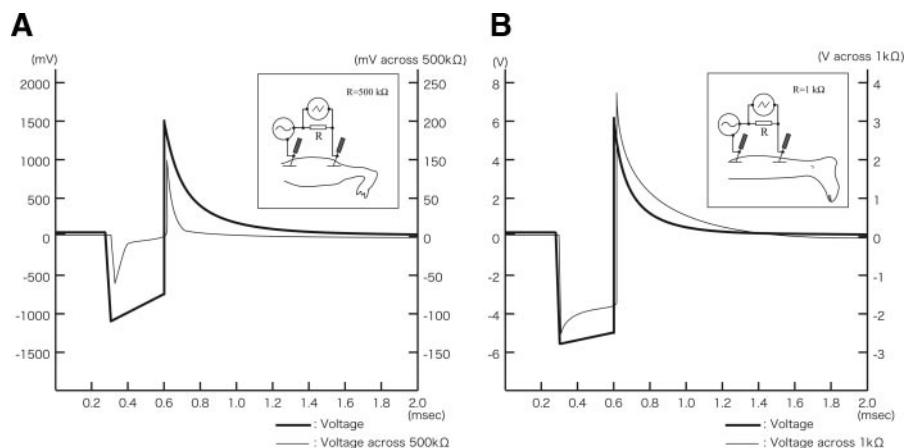 A
(mV)
(mV across 500kΩ)
2000
1500
1000
500
0
-500
-1000
-1500
250
200
150
100
50
0
-50
-100
-150
R=500 kΩ
R
0.2 0.4 0.6 0.8 1.0 1.2 1.4 1.6 1.8 2.0
(msec)
: Voltage
: Voltage across 500kΩ
B
(V)
(V across 1kΩ)
8
6
4
2
0
-2
-4
-6
4
3
2
1
0
-1
-2
-3
R=1 kΩ
R
0.2 0.4 0.6 0.8 1.0 1.2 1.4 1.6 1.8 2.0
(msec)
: Voltage
: Voltage across 1kΩ